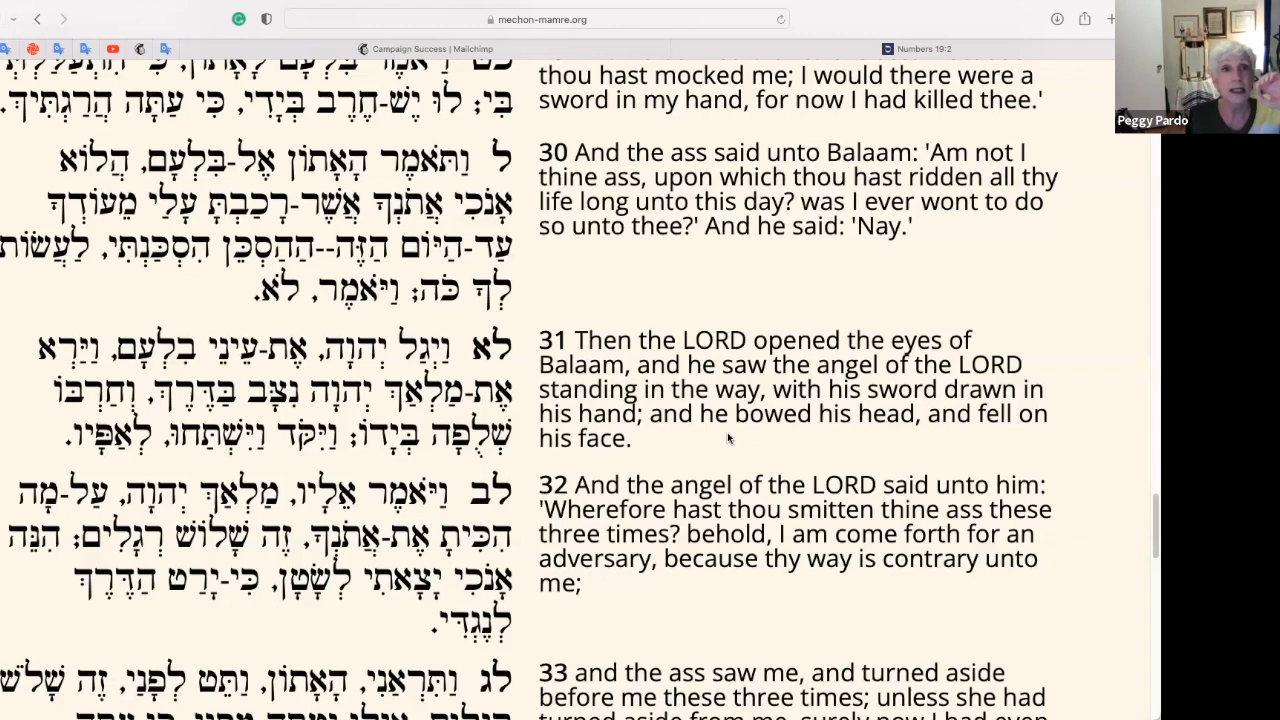 mechon-mamre.org
Campaign Success | Mailchimp
Numbers 19:2
Peggy Pardo
בִּי; לוּ יֶשׁ-חֶרֶב בְּיָדִי, כִּי עַתָּה הֲרַגְתִּיךְ.
ל וַתֹּאמֶר הָאָתוֹן אֶל-בִּלְעָם, הֲלוֹא
אָנֹכִי אֲתֹנְךָ אֲשֶׁר-רָכַבְתָּ עָלַי מֵעוֹדְךָ
עַד-הַיּוֹם הַזֶּה--הַהַסְכֵּן הִסְכַּנְתִּי, לַעֲשׂוֹת
לְךָ כֹּה; וַיֹּאמֶר, לֹא.
לא וַיְגַל יְהוָה, אֶת-עֵינֵי בִלְעָם, וַיַּרְא
אֶת-מַלְאַךְ יְהוָה נִצָּב בַּדֶּרֶךְ, וְחַרְבּוֹ
שְׁלֻפָה בְּיָדוֹ; וַיִּקֹּד וַיִּשְׁתַּחוּ, לְאַפָּיו.
לב וַיֹּאמֶר אֵלָיו, מַלְאַךְ יְהוָה, עַל-מָה
הִכִּיתָ אֶת-אֲתֹנְךָ, זֶה שָׁלוֹשׁ רְגָלִים; הִנֵּה
אָנֹכִי יָצָאתִי לְשָׂטָן, כִּי-יָרַט הַדֶּרֶךְ
לְנֶגְדִּי.
לג וַתִּרְאַנִי, הָאָתוֹן, וַתֵּט לְפָנַי, זֶה שָׁלֹשׁ
thou hast mocked me; I would there were a
sword in my hand, for now I had killed thee.'
30 And the ass said unto Balaam: 'Am not I
thine ass, upon which thou hast ridden all thy
life long unto this day? was I ever wont to do
so unto thee?' And he said: 'Nay.'
31 Then the LORD opened the eyes of
Balaam, and he saw the angel of the LORD
standing in the way, with his sword drawn in
his hand; and he bowed his head, and fell on
his face.
32 And the angel of the LORD said unto him:
'Wherefore hast thou smitten thine ass these
three times? behold, I am come forth for an
adversary, because thy way is contrary unto
me;
33 and the ass saw me, and turned aside
before me these three times; unless she had
turned aside from me, surely now I had even